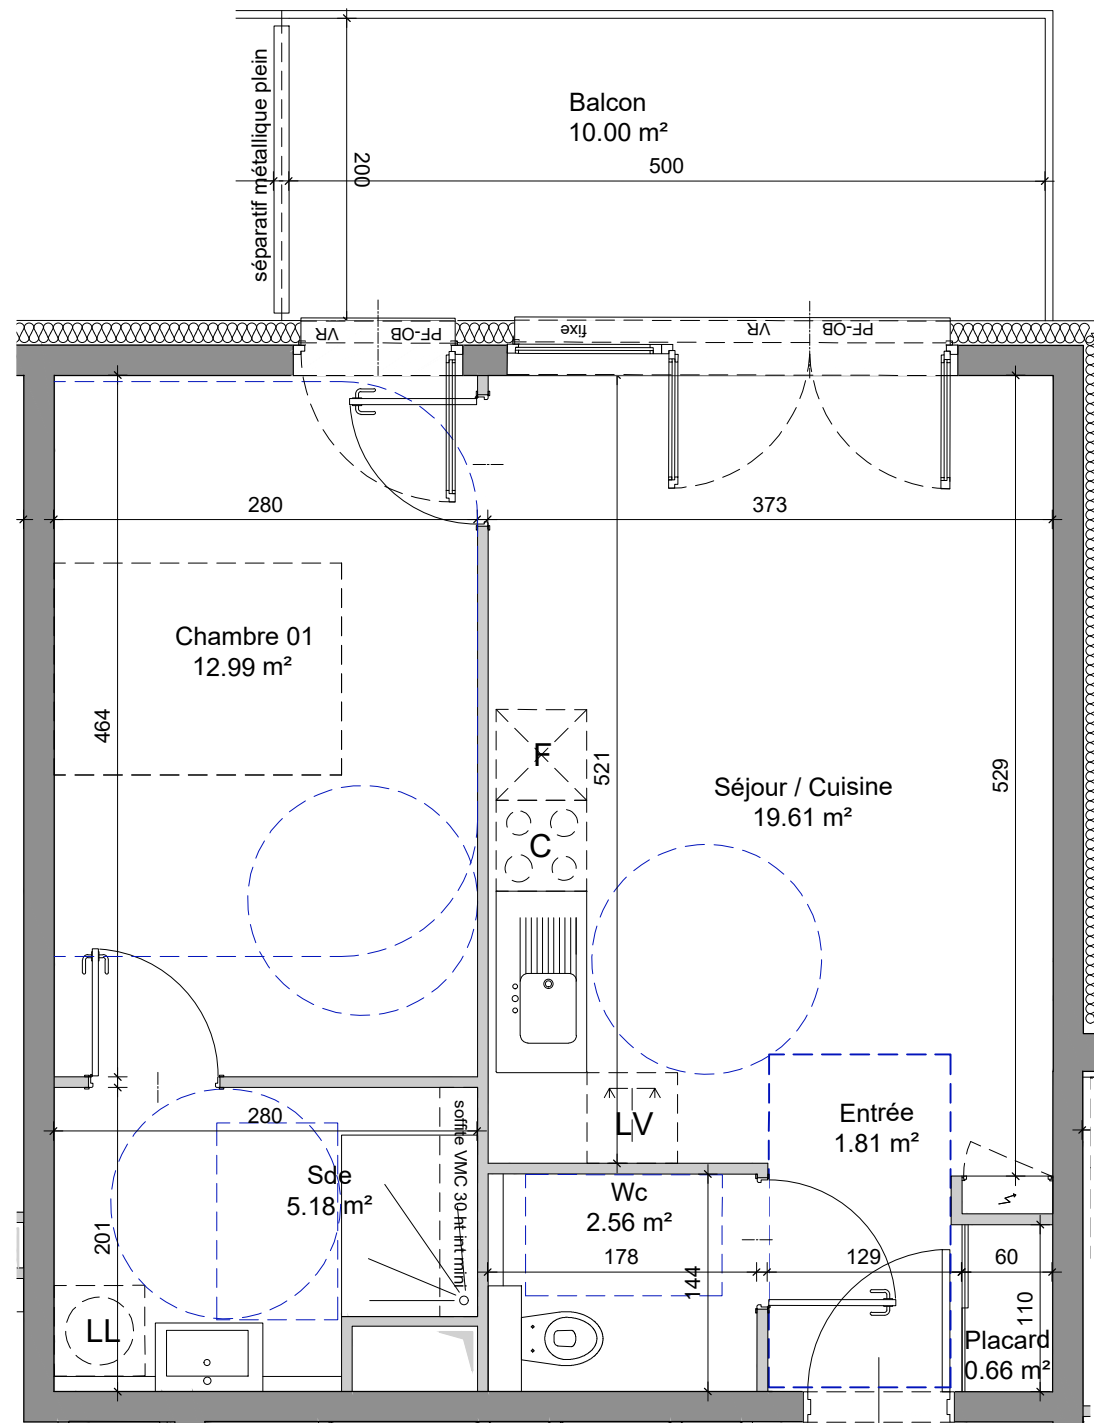 Balcon
10.00 m²
500
200
séparatif métallique plein
VR
PF-OB
fixe
VR
PF-OB
280
373
Chambre 01
12.99 m²
464
F
521
529
Séjour / Cuisine
19.61 m²
C
LV
Entrée
1.81 m²
280
soffite VMC 30 ht int mini
Sde
5.18 m²
201
Wc
2.56 m²
178
144
129
60
110
LL
Placard
0.66 m²